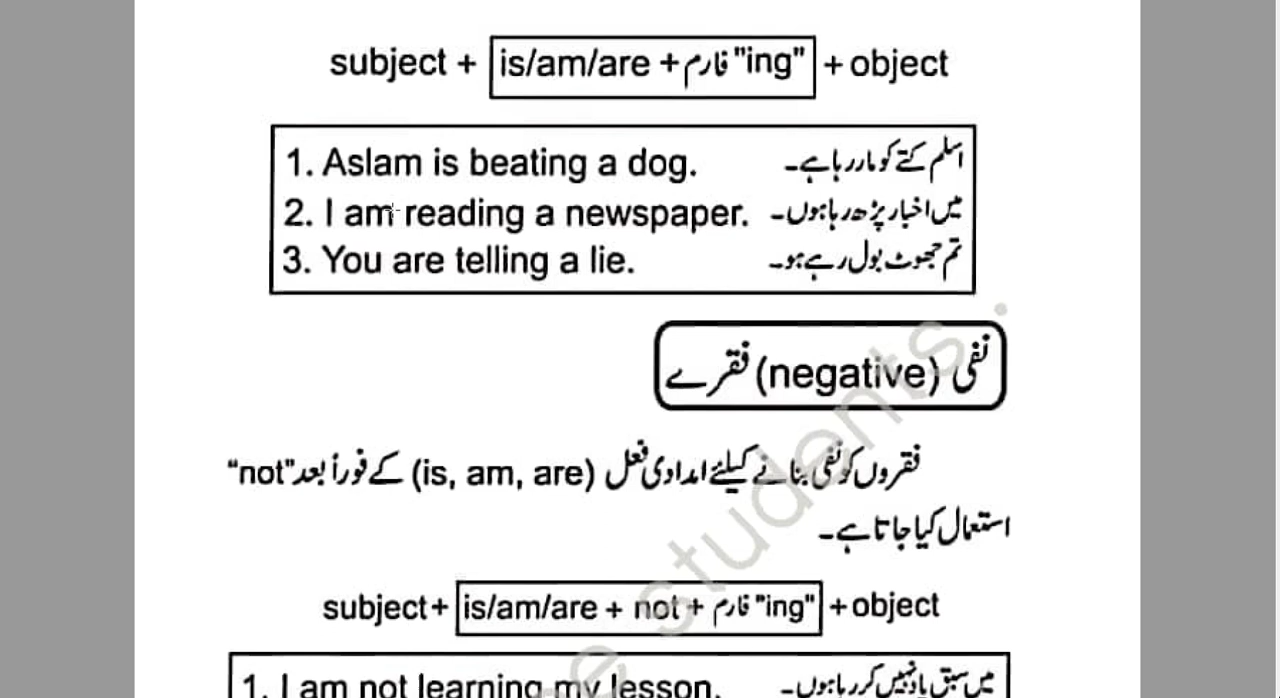 subject + is/am/are + فارم "ing" + object
1. Aslam is beating a dog. اسلم کتے کو مار رہا ہے۔
2. I am reading a newspaper. میں اخبار پڑھ رہا ہوں۔
3. You are telling a lie. تم جھوٹ بول رہے ہو۔
نفی (negative) فقرے
فقروں کو نفی بنانے کیلئے امدادی فعل (is, am, are) کے فوراً بعد "not"
استعمال کیا جاتا ہے۔
subject + is/am/are + not + فارم "ing" + object
1. I am not learning my lesson. میں سبق یاد نہیں کر رہا ہوں۔
students.